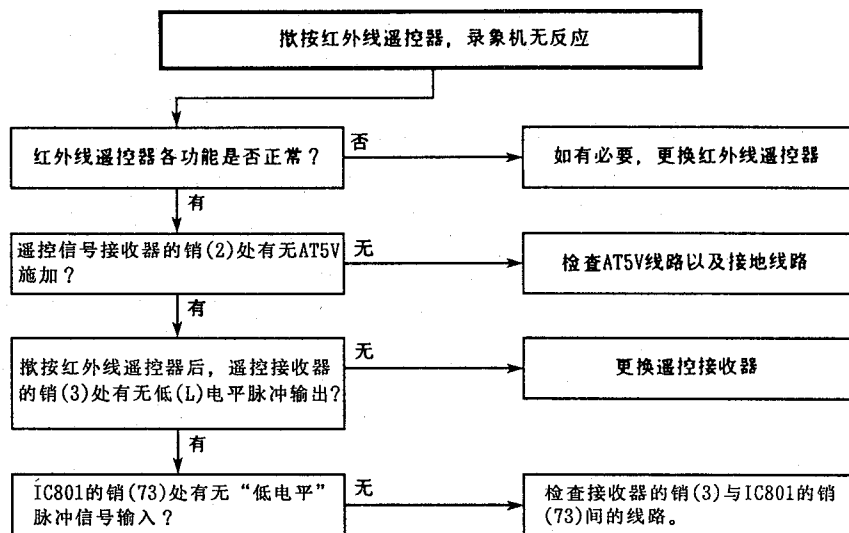 揿按红外线遥控器，录象机无反应
红外线遥控器各功能是否正常？
否
如有必要，更换红外线遥控器
有
遥控信号接收器的销(2)处有无AT5V
施加？
无
检查AT5V线路以及接地线路
有
揿按红外线遥控器后，遥控接收器
的销(3)处有无低(L)电平脉冲输出?
无
更换遥控接收器
有
IC801的销(73)处有无“低电平”
脉冲信号输入？
无
检查接收器的销(3)与IC801的销
(73)间的线路。